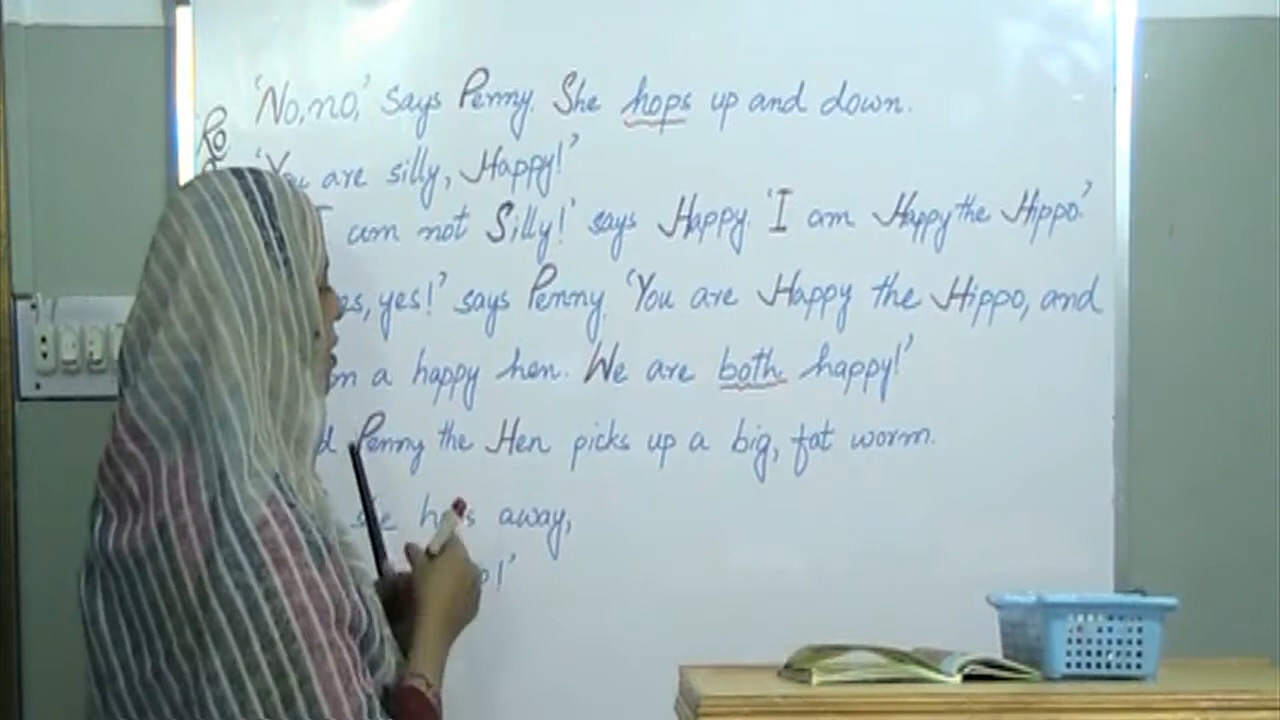 'No, no,' says Penny. She hops up and down.
Ro
'You are silly, Happy!'
I am not Silly!' says Happy. 'I am Happy the Hippo.'
yes!' says Penny. 'You are Happy the Hippo, and
a happy hen. We are both happy!'
Penny the Hen picks up a big, fat worm.
she away,